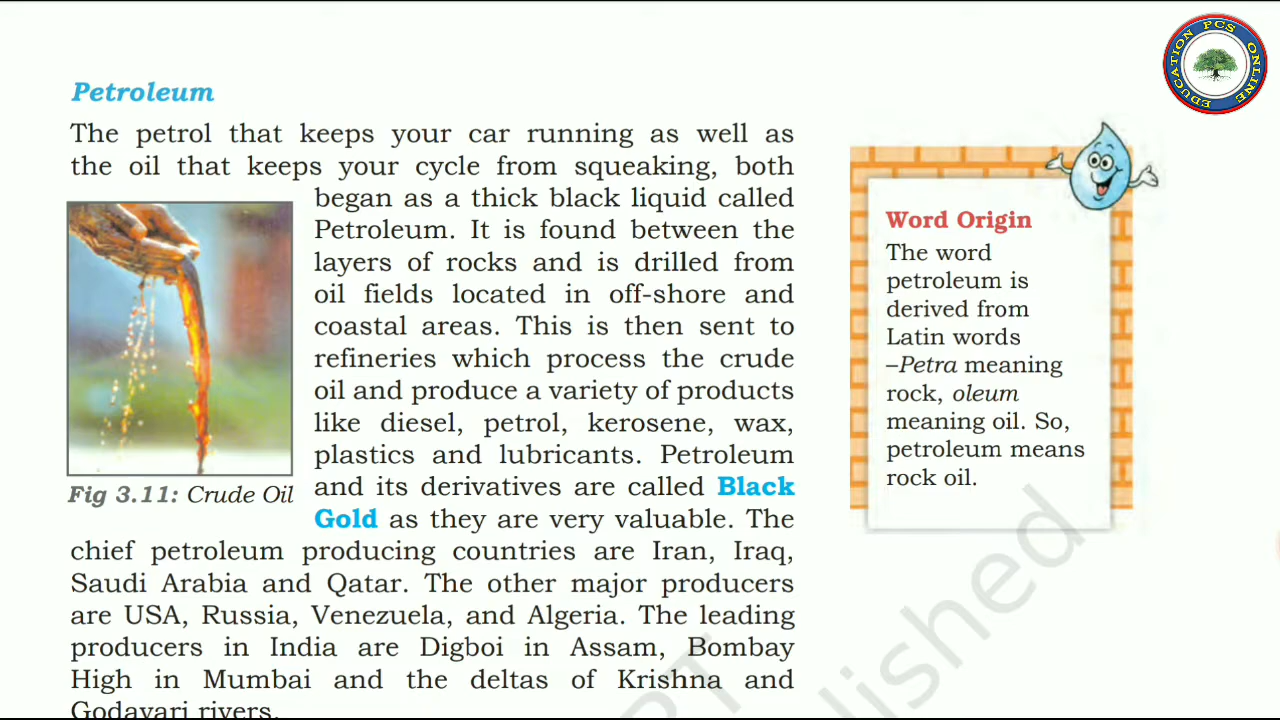 EDUCATION PCS ONLINE
Petroleum
The petrol that keeps your car running as well as
the oil that keeps your cycle from squeaking, both
began as a thick black liquid called
Petroleum. It is found between the
layers of rocks and is drilled from
oil fields located in off-shore and
coastal areas. This is then sent to
refineries which process the crude
oil and produce a variety of products
like diesel, petrol, kerosene, wax,
plastics and lubricants. Petroleum
and its derivatives are called Black
Gold as they are very valuable. The
chief petroleum producing countries are Iran, Iraq,
Saudi Arabia and Qatar. The other major producers
are USA, Russia, Venezuela, and Algeria. The leading
producers in India are Digboi in Assam, Bombay
High in Mumbai and the deltas of Krishna and
Godavari rivers.
Fig 3.11: Crude Oil
Word Origin
The word
petroleum is
derived from
Latin words
–Petra meaning
rock, oleum
meaning oil. So,
petroleum means
rock oil.